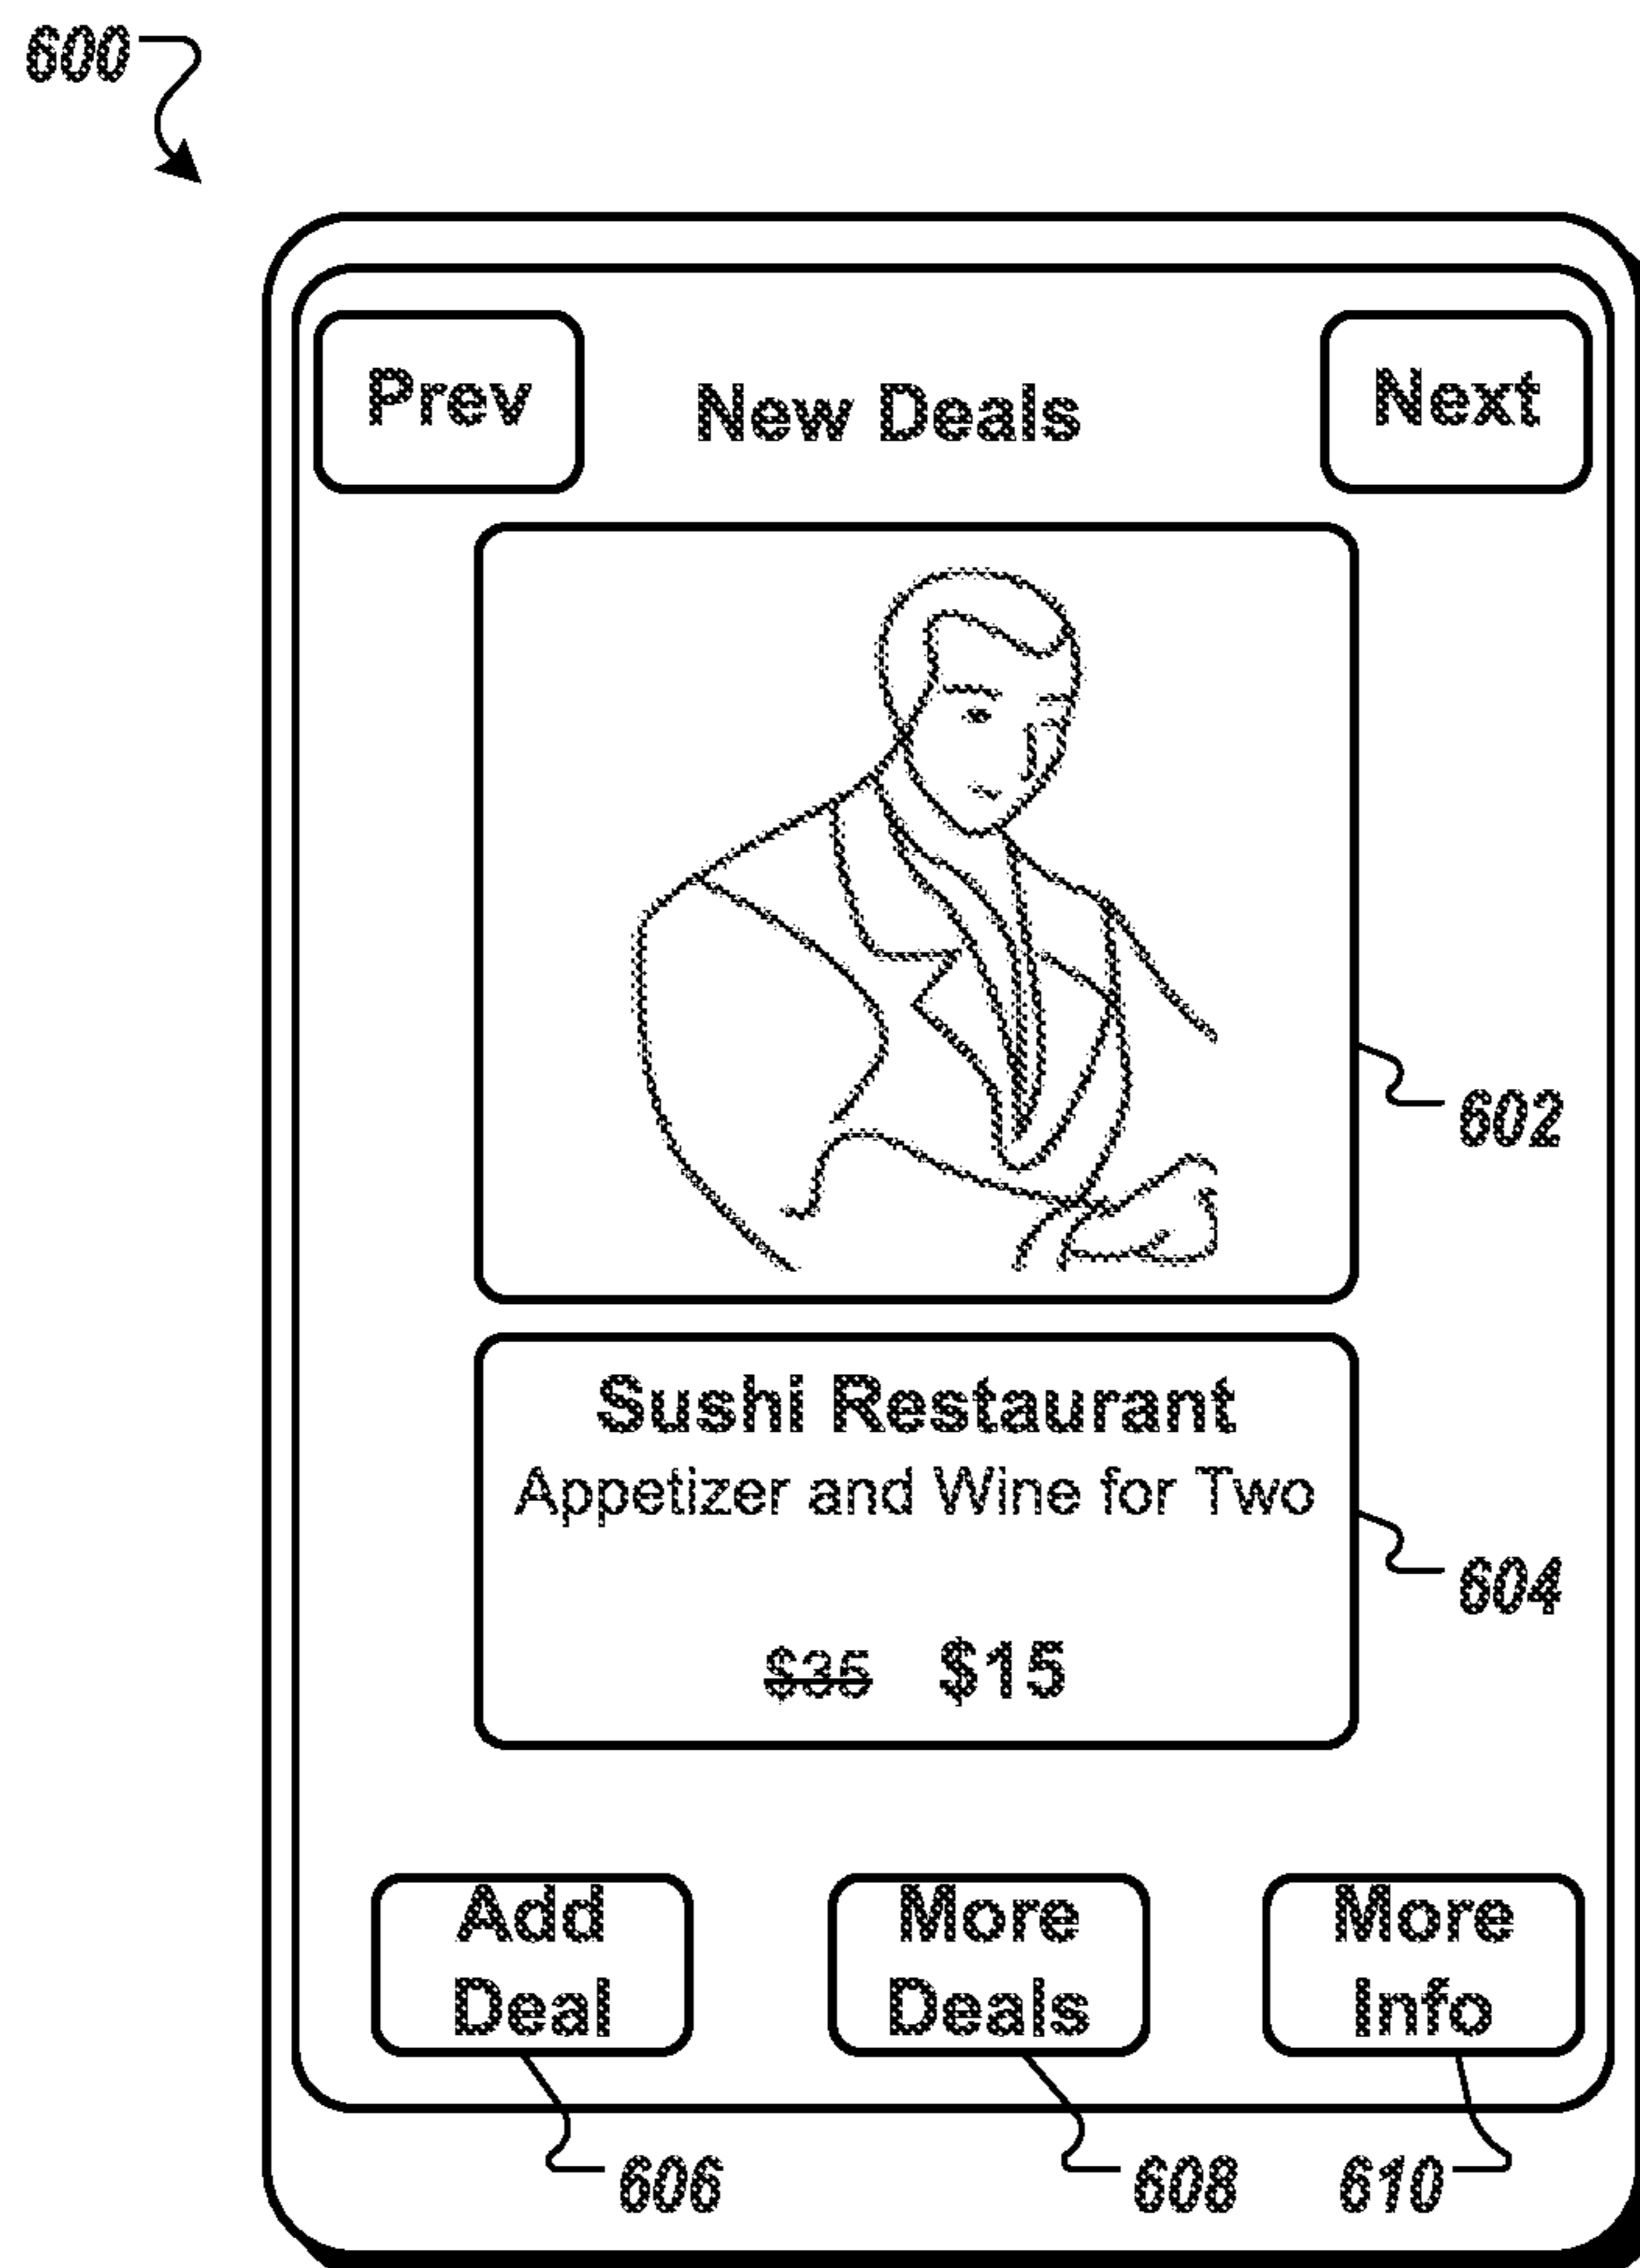 600
Prev New Deals Next
602
Sushi Restaurant
Appetizer and Wine for Two
604
$35 $15
Add Deal
More Deals
More Info
606 608 610